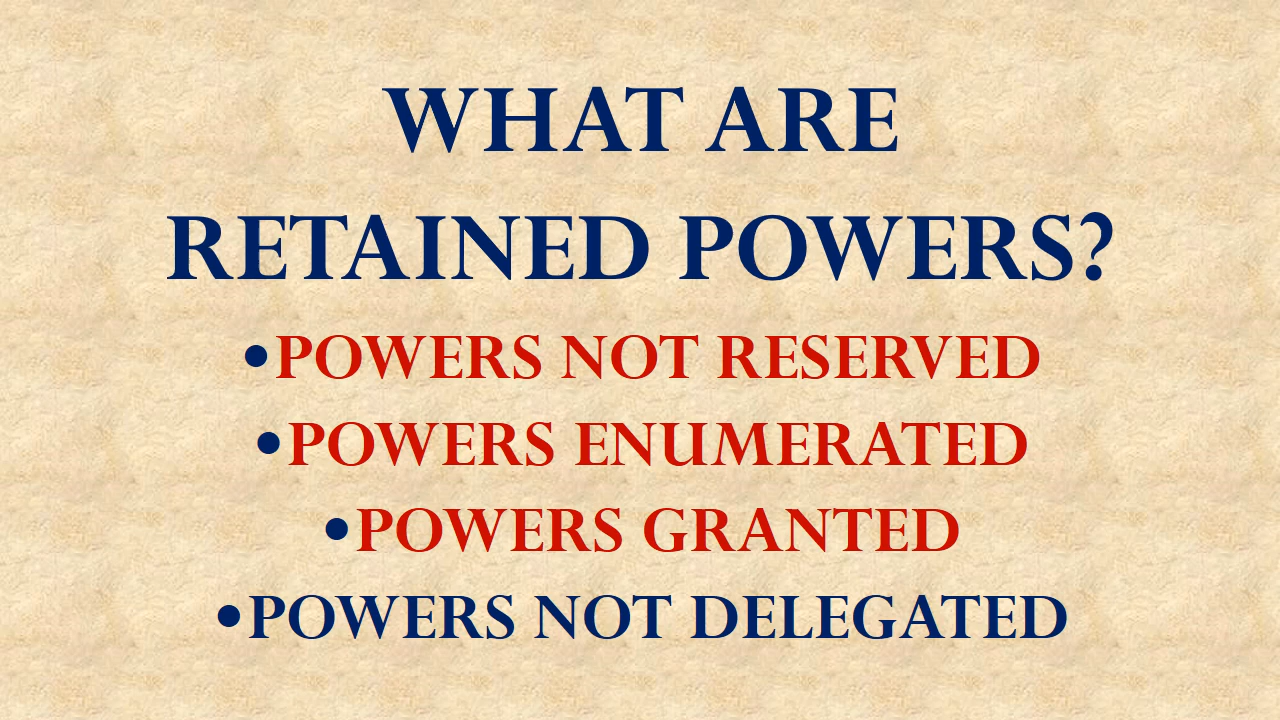 WHAT ARE
RETAINED POWERS?
•POWERS NOT RESERVED
•POWERS ENUMERATED
•POWERS GRANTED
•POWERS NOT DELEGATED